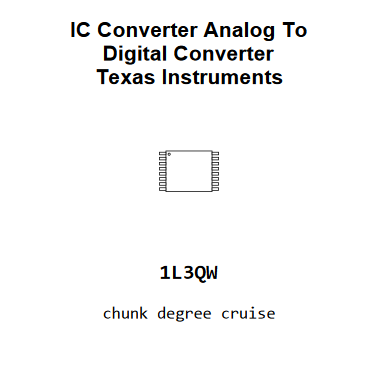 IC Converter Analog To
Digital Converter
Texas Instruments
1L3QW
chunk degree cruise